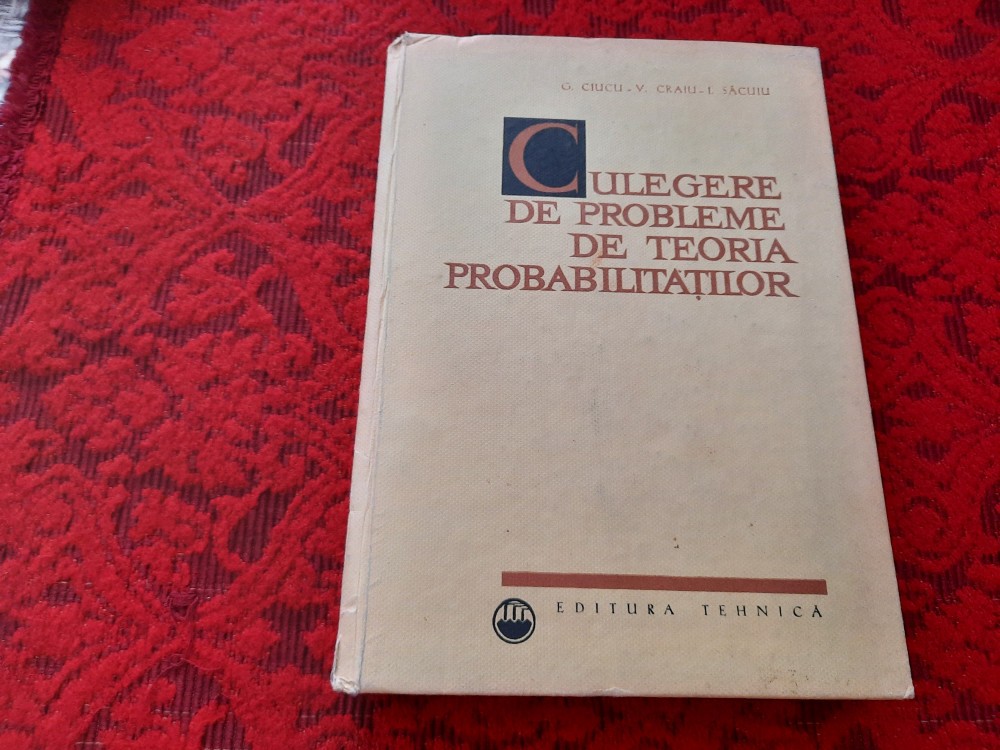 G. CIUCU - V. CRAIU - I. SĂCUIU
CULEGERE
DE PROBLEME
DE TEORIA
PROBABILITĂȚILOR
EDITURA TEHNICĂ